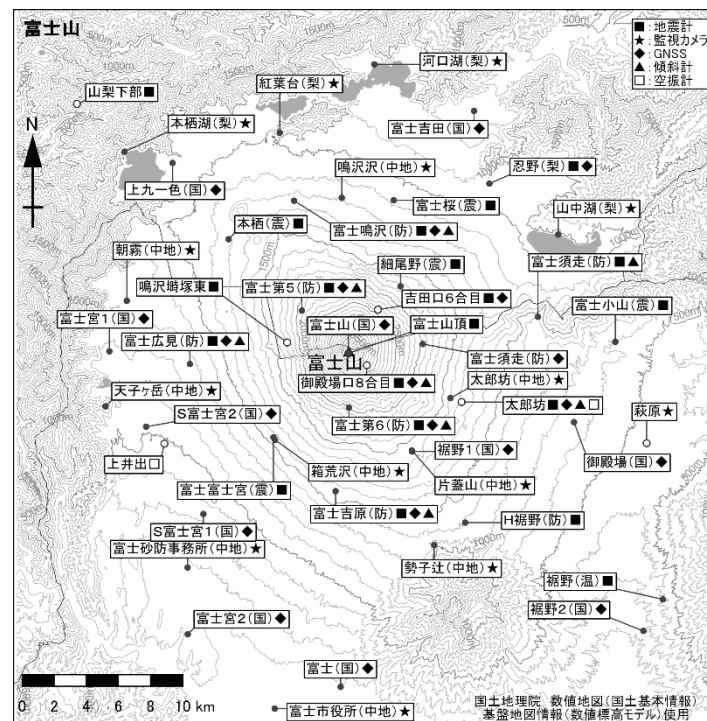 富士山
■:地震計
★:監視カメラ
◆:GNSS
▲:傾斜計
□:空振計
500m
1500m
1000m
500m
河口湖(梨)★
紅葉台(梨)★
山梨下部■
N
本栖湖(梨)★
富士吉田(国)◆
1500m
鳴沢沢(中地)★
忍野(梨)■◆
上九一色(国)◆
富士桜(震)■
山中湖(梨)★
本栖(震)■
富士鳴沢(防)■◆▲
朝霧(中地)★
1500m
細尾野(震)■
富士須走(防)■▲
1000m
鳴沢塒塚東■
富士第5(防)■◆▲
吉田口6合目■◆
富士小山(震)■
500m
富士宮1(国)◆
富士山(国)◆
富士山頂■
富士広見(防)■◆▲
富士山
富士須走(防)◆
御殿場口8合目■◆▲
太郎坊(中地)★
天子ヶ岳(中地)★
太郎坊■◆▲□
萩原★
S富士宮2(国)◆
富士第6(防)■◆▲
上井出□
裾野1(国)◆
御殿場(国)◆
箱荒沢(中地)★
片蓋山(中地)★
富士富士宮(震)■
富士吉原(防)■◆▲
S富士宮1(国)◆
H裾野(防)■
富士砂防事務所(中地)★
1000m
勢子辻(中地)★
裾野(温)■
裾野2(国)◆
富士宮2(国)◆
富士(国)◆
0 2 4 6 8 10 km
富士市役所(中地)★
国土地理院 数値地図(国土基本情報)
基盤地図情報(数値標高モデル)使用